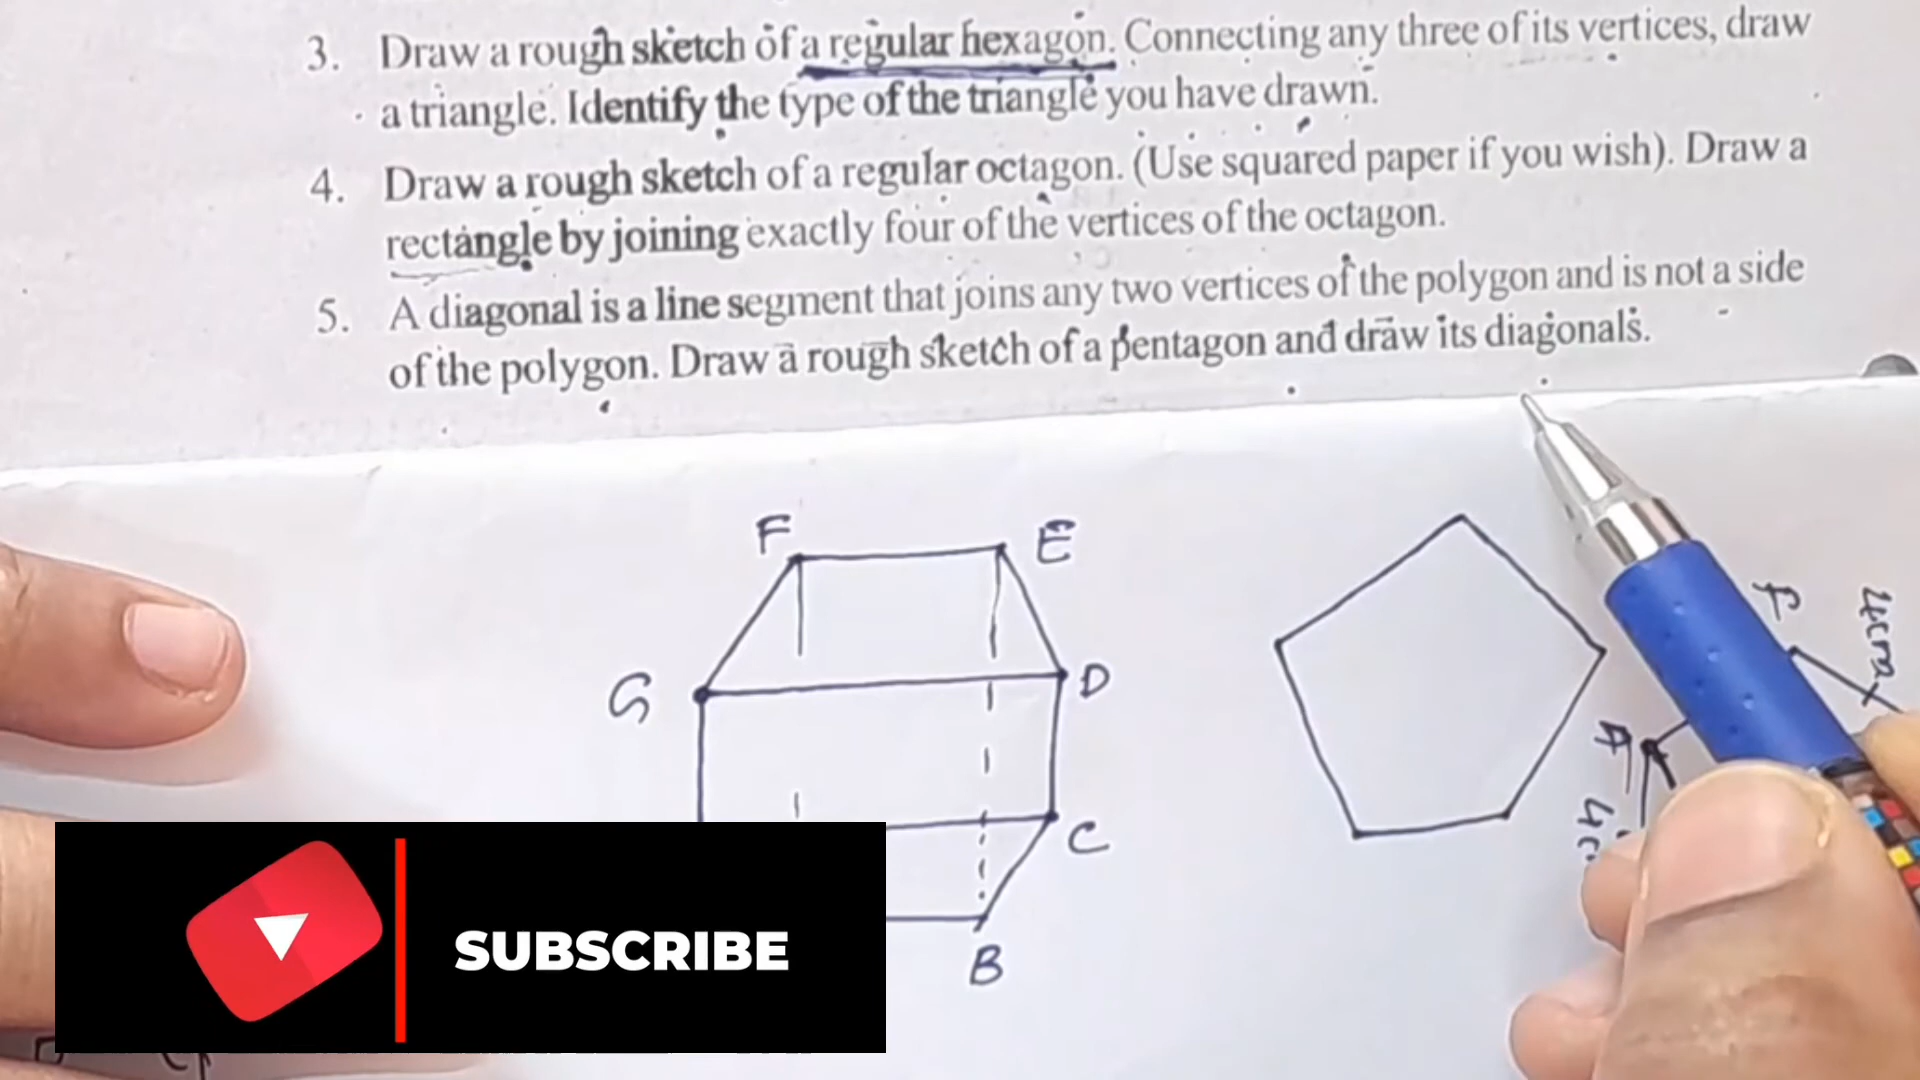 3. Draw a rough sketch of a regular hexagon. Connecting any three of its vertices, draw
a triangle. Identify the type of the triangle you have drawn.
4. Draw a rough sketch of a regular octagon. (Use squared paper if you wish). Draw a
rectangle by joining exactly four of the vertices of the octagon.
5. A diagonal is a line segment that joins any two vertices of the polygon and is not a side
of the polygon. Draw a rough sketch of a pentagon and draw its diagonals.
F E
G D
C
B
F 4cm
A
SUBSCRIBE